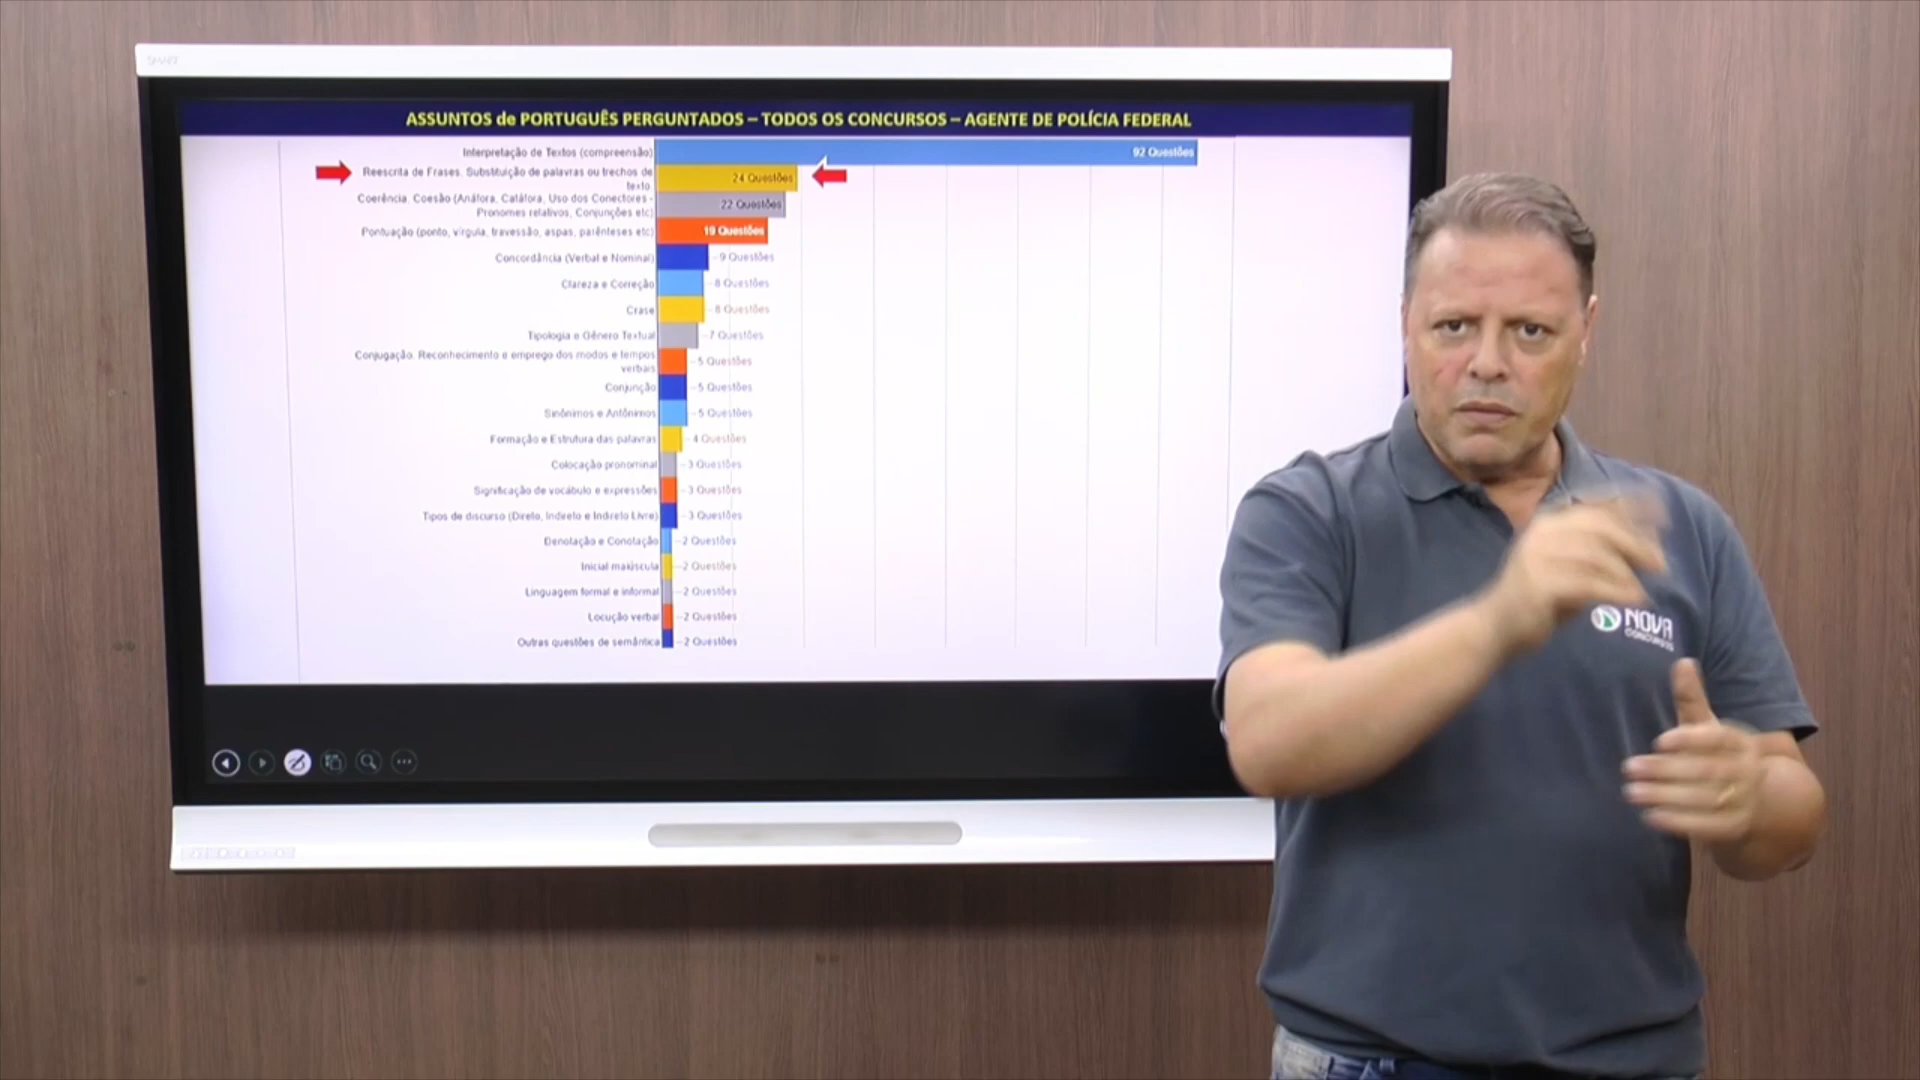 SMART
ASSUNTOS de PORTUGUÊS PERGUNTADOS – TODOS OS CONCURSOS – AGENTE DE POLÍCIA FEDERAL
Interpretação de Textos (compreensão) 92 Questões
Reescrita de Frases. Substituição de palavras ou trechos de
texto. 24 Questões
Coerência. Coesão (Anáfora, Catáfora, Uso dos Conectores -
Pronomes relativos, Conjunções etc) 22 Questões
Pontuação (ponto, vírgula, travessão, aspas, parênteses etc) 19 Questões
Concordância (Verbal e Nominal) 9 Questões
Clareza e Correção 8 Questões
Crase 8 Questões
Tipologia e Gênero Textual 7 Questões
Conjugação. Reconhecimento e emprego dos modos e tempos
verbais 5 Questões
Conjunção 5 Questões
Sinônimos e Antônimos 5 Questões
Formação e Estrutura das palavras 4 Questões
Colocação pronominal 3 Questões
Significação de vocábulo e expressões 3 Questões
Tipos de discurso (Direto, Indireto e Indireto Livre) 3 Questões
Denotação e Conotação 2 Questões
Inicial maiúscula 2 Questões
Linguagem formal e informal 2 Questões
Locução verbal 2 Questões
Outras questões de semântica 2 Questões
NOVA
CONCURSOS